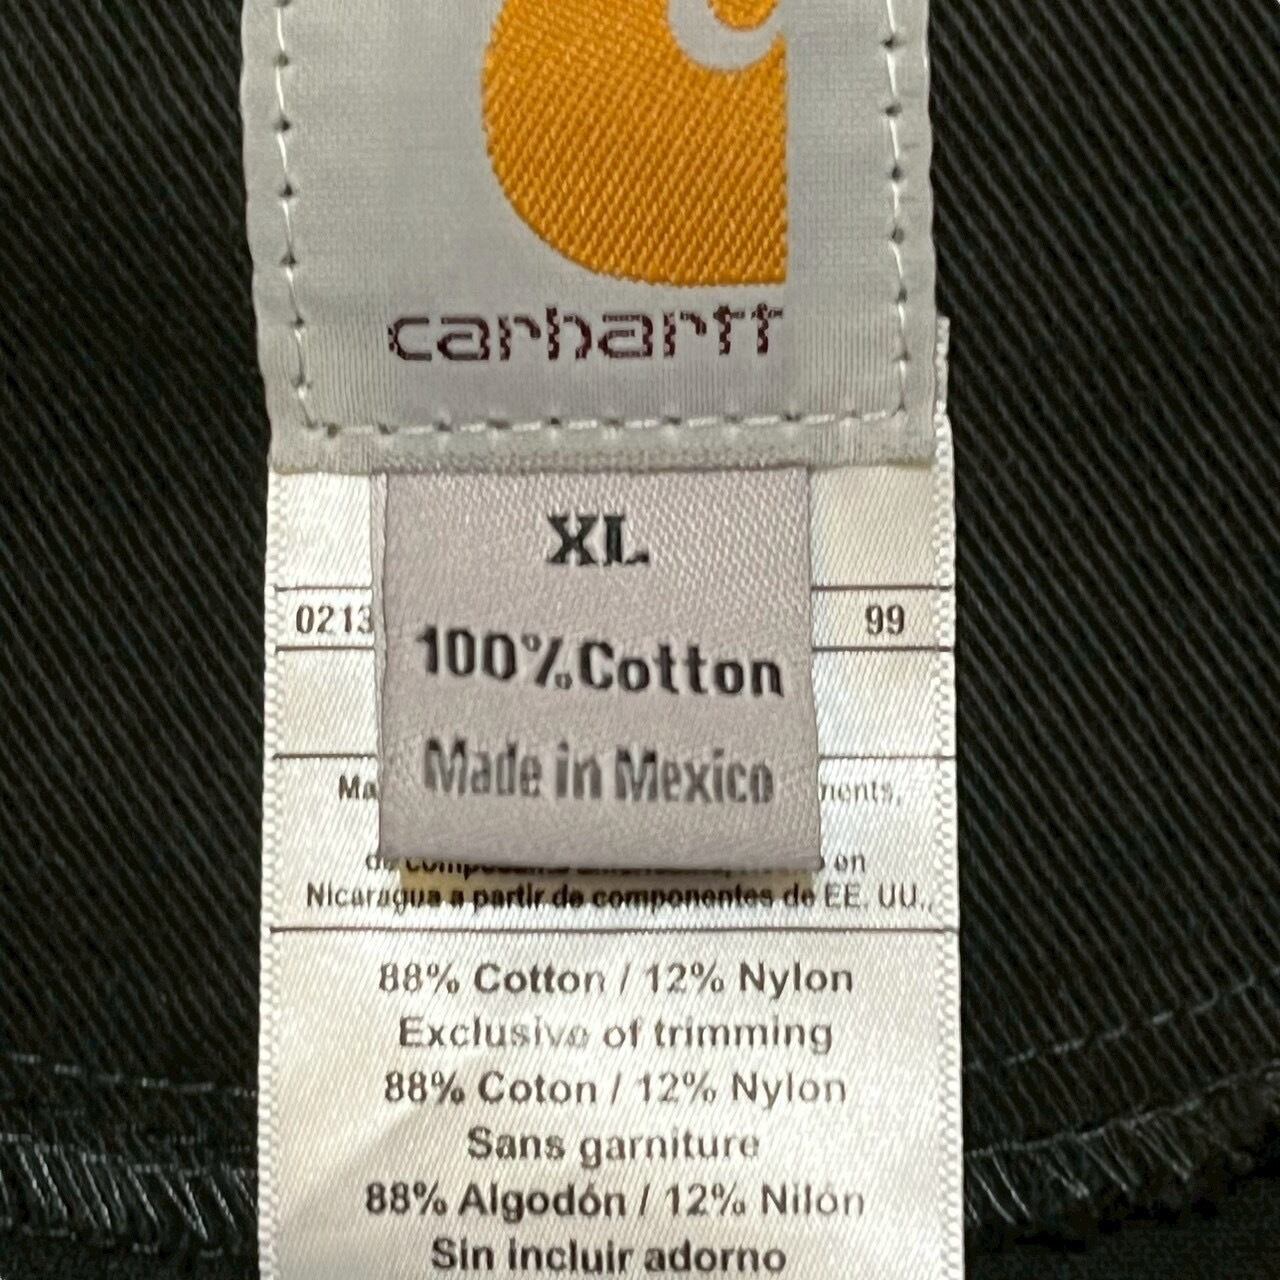 carhartt
XL
0213 99
100% Cotton
Made in Mexico
en
Nicaragua a partir de componentes de EE. UU.,
88% Cotton / 12% Nylon
Exclusive of trimming
88% Coton / 12% Nylon
Sans garniture
88% Algodón / 12% Nilón
Sin incluir adorno